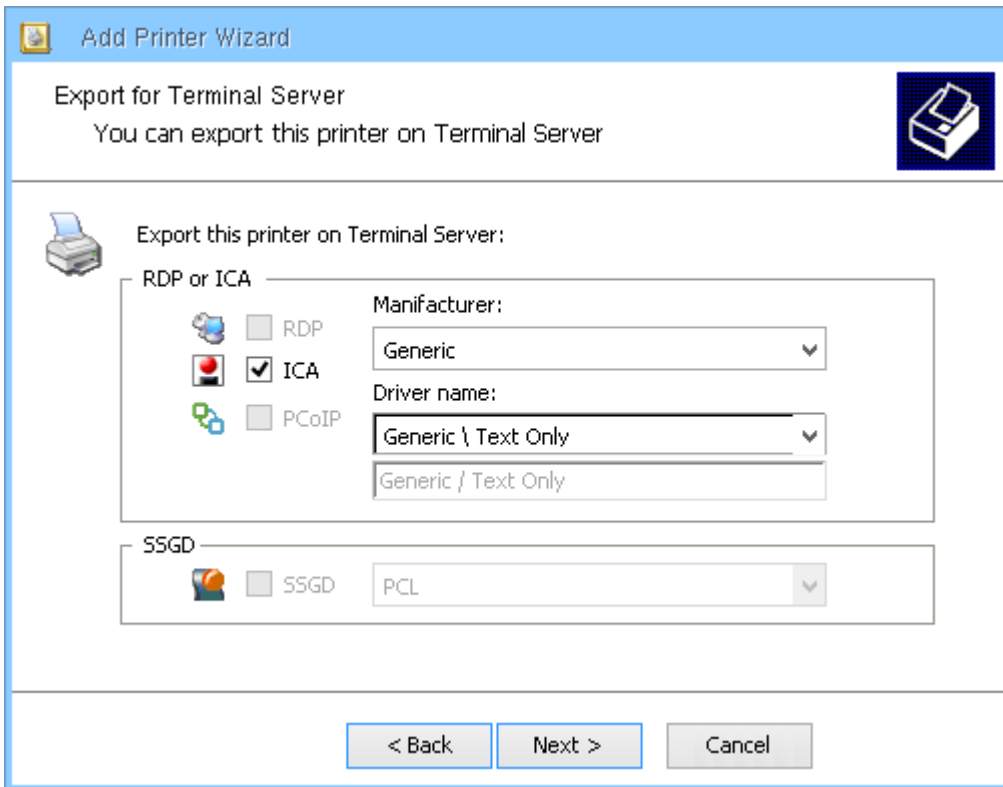 Add Printer Wizard
Export for Terminal Server
You can export this printer on Terminal Server
Export this printer on Terminal Server:
RDP or ICA
Manifacturer:
RDP
Generic
ICA
Driver name:
PCoIP
Generic \ Text Only
Generic / Text Only
SSGD
SSGD
PCL
< Back
Next >
Cancel